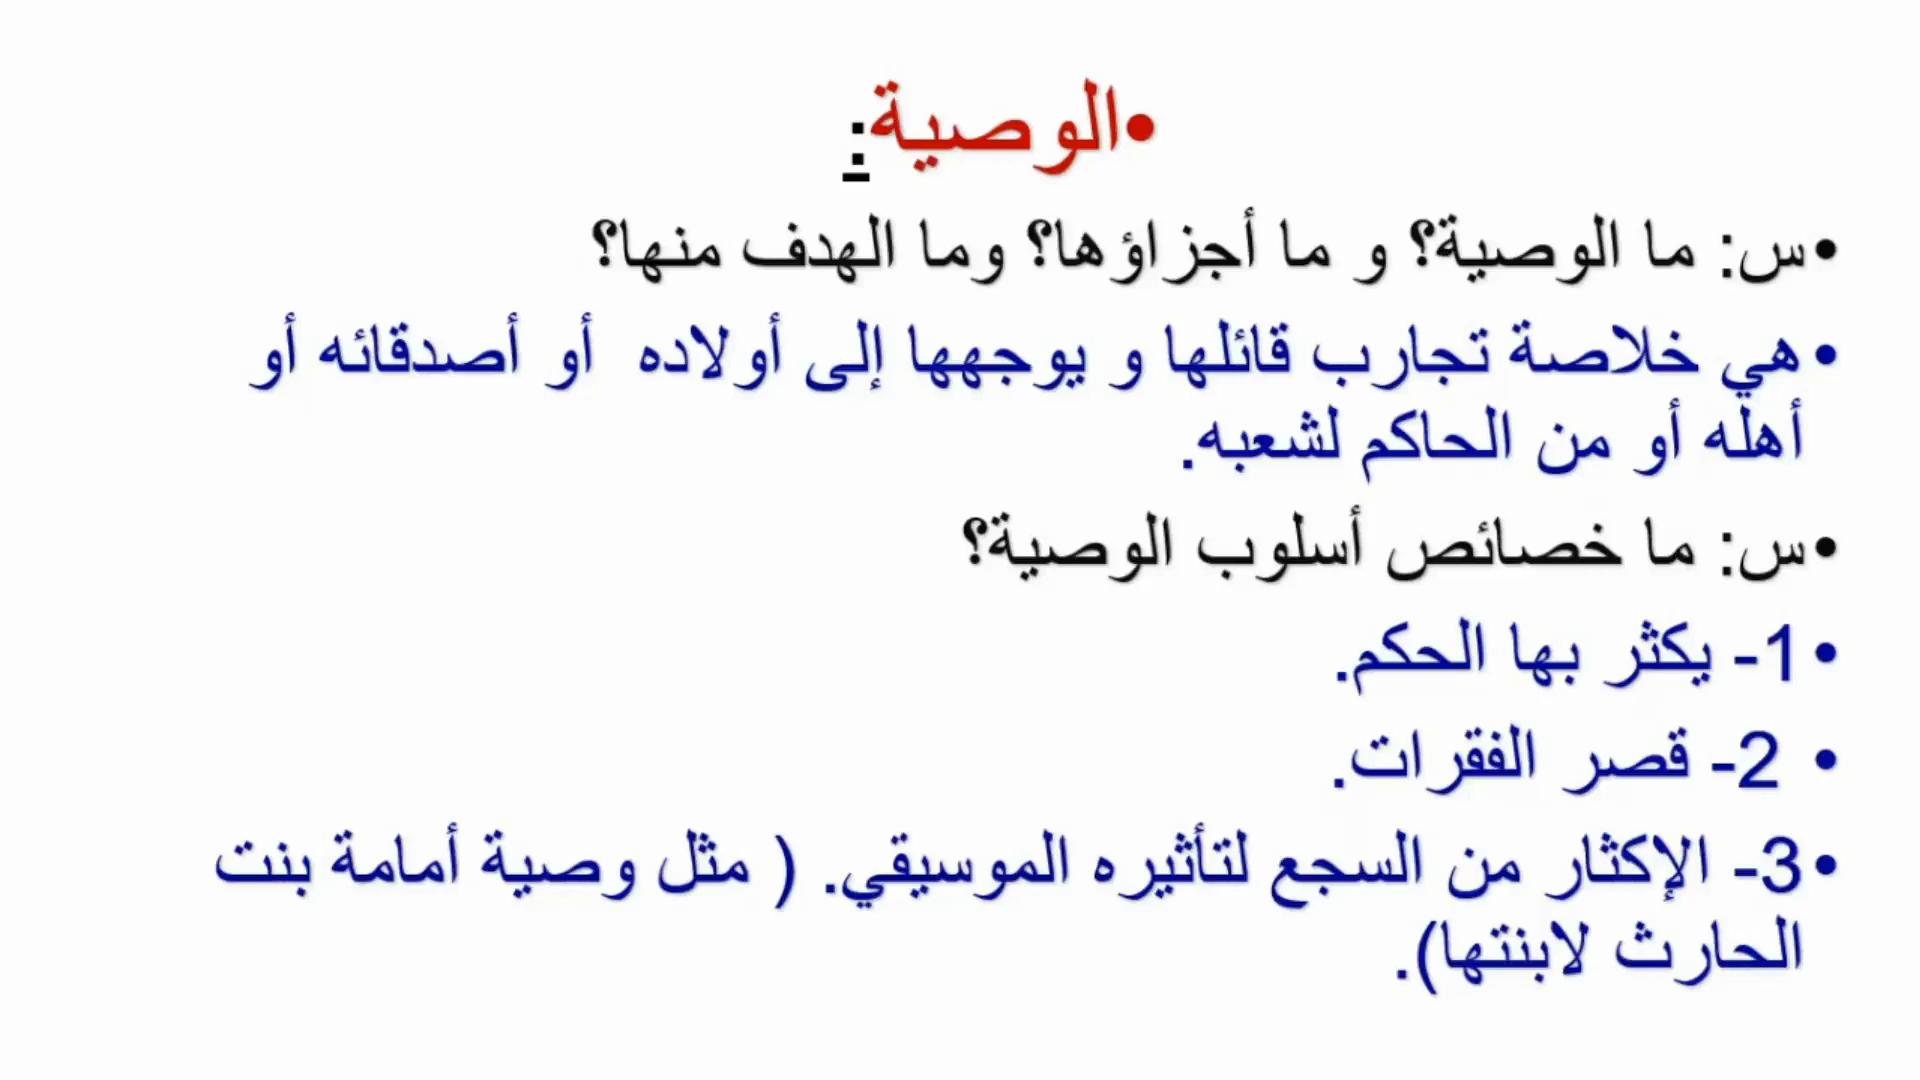 •الوصية:
•س: ما الوصية؟ و ما أجزاؤها؟ وما الهدف منها؟
•هي خلاصة تجارب قائلها و يوجهها إلى أولاده أو أصدقائه أو
أهله أو من الحاكم لشعبه.
•س: ما خصائص أسلوب الوصية؟
•1- يكثر بها الحكم.
• 2- قصر الفقرات.
•3- الإكثار من السجع لتأثيره الموسيقي. ( مثل وصية أمامة بنت
الحارث لابنتها).